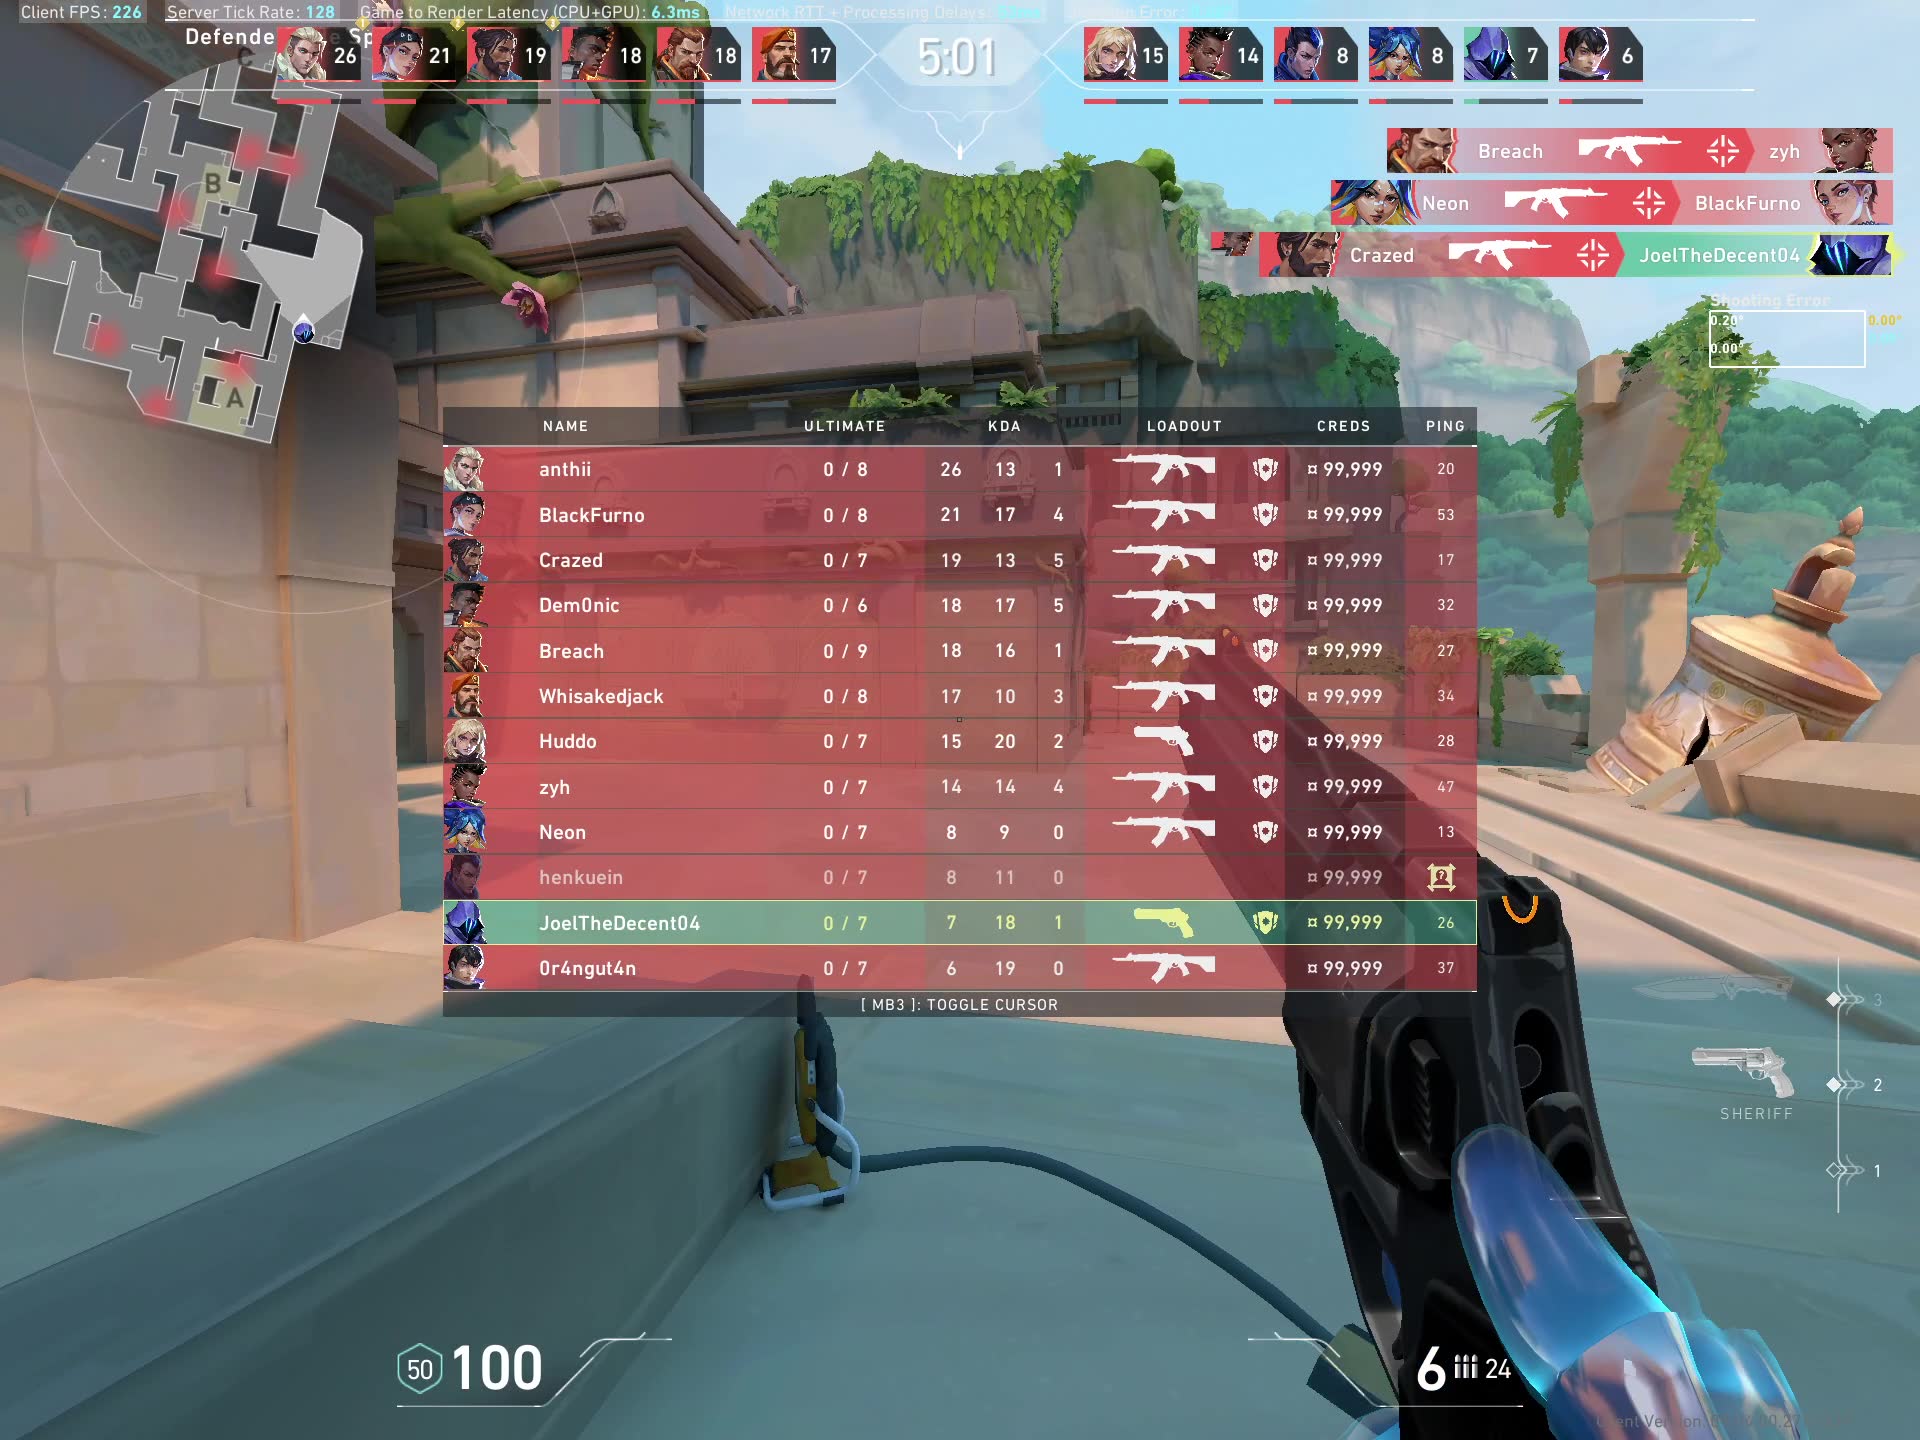 Client FPS: 226 Server Tick Rate: 128 Game to Render Latency (CPU+GPU): 6.3ms Network RTT + Processing Delays:
Defende Sp
26 21 19 18 18 17 5:01 15 14 8 8 7 6
C
B
A
Breach zyh
Neon BlackFurno
Crazed JoelTheDecent04
Shooting Error
0.20° 0.00°
0.00°
NAME ULTIMATE KDA LOADOUT CREDS PING
anthii 0 / 8 26 13 1 ¤ 99,999 20
BlackFurno 0 / 8 21 17 4 ¤ 99,999 53
Crazed 0 / 7 19 13 5 ¤ 99,999 17
Dem0nic 0 / 6 18 17 5 ¤ 99,999 32
Breach 0 / 9 18 16 1 ¤ 99,999 27
Whisakedjack 0 / 8 17 10 3 ¤ 99,999 34
Huddo 0 / 7 15 20 2 ¤ 99,999 28
zyh 0 / 7 14 14 4 ¤ 99,999 47
Neon 0 / 7 8 9 0 ¤ 99,999 13
henkuein 0 / 7 8 11 0 ¤ 99,999 ?
JoelTheDecent04 0 / 7 7 18 1 ¤ 99,999 26
0r4ngut4n 0 / 7 6 19 0 ¤ 99,999 37
[ MB3 ]: TOGGLE CURSOR
3
2
SHERIFF
1
50 100
6 24